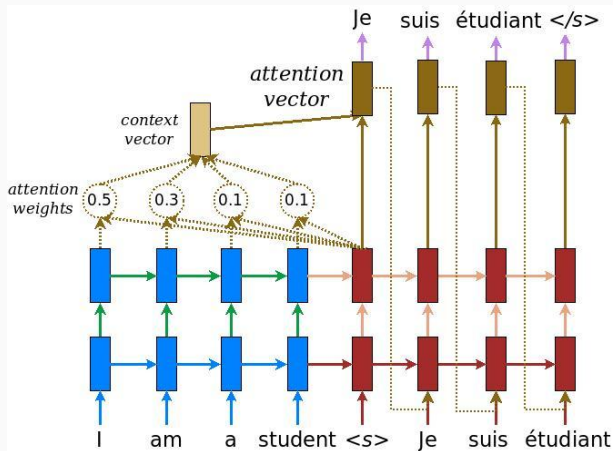 Je suis étudiant </s>
attention
vector
context
vector
attention
weights
0.5 0.3 0.1 0.1
I am a student <s> Je suis étudiant